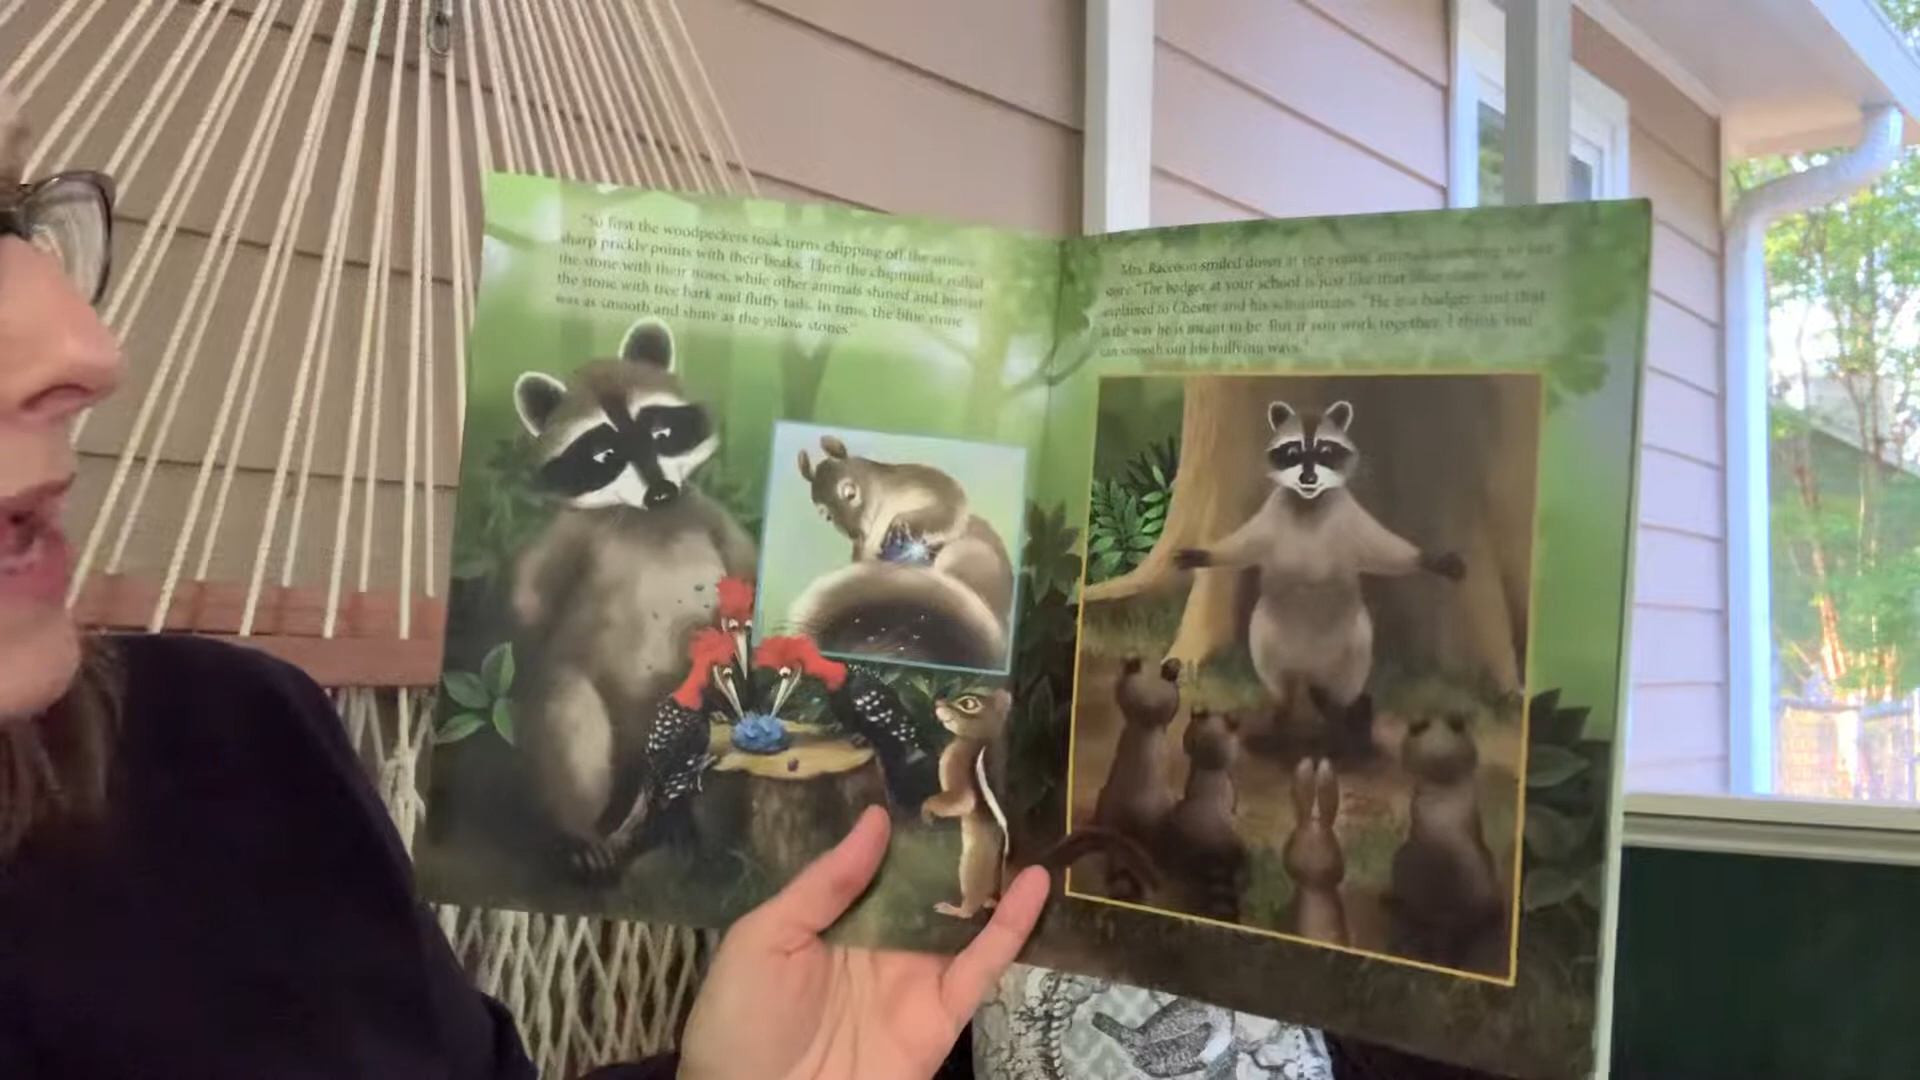 "So first the woodpeckers took turns chipping off the stone's
sharp prickly points with their beaks. Then the chipmunks rolled
the stone with their noses, while other animals shined and buffed
the stone with tree bark and fluffy tails. In time, the blue stone
was as smooth and shiny as the yellow stones."
Mrs. Raccoon smiled down at the young animals listening to her
story. "The badger at your school is just like that blue stone," she
explained to Chester and his schoolmates. "He is a badger, and that
is the way he is meant to be. But if you work together, I think you
can smooth out his bullying ways."